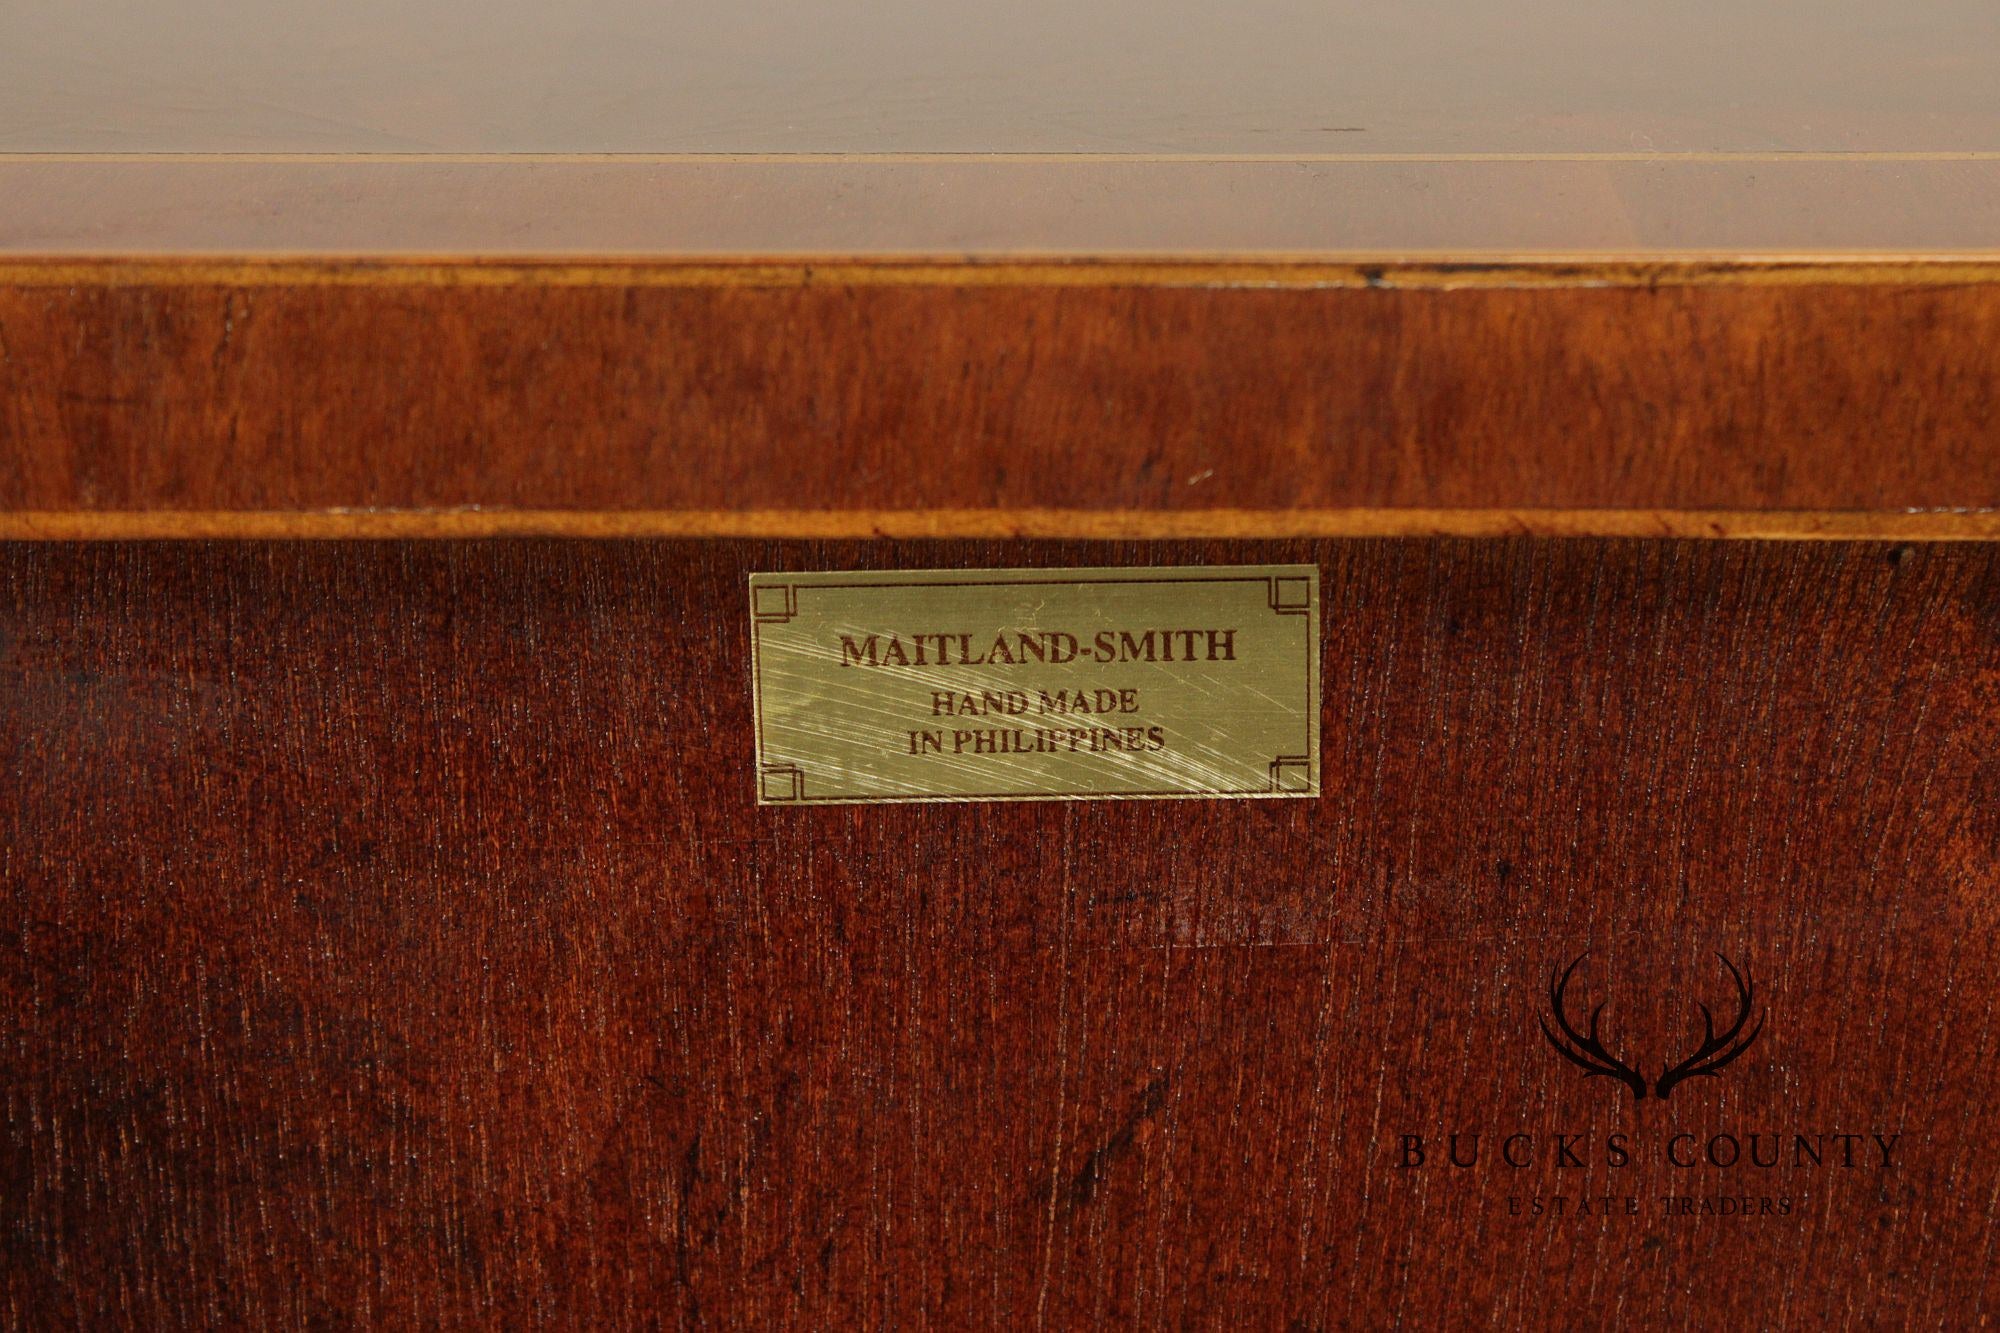 MAITLAND-SMITH
HAND MADE
IN PHILIPPINES
BUCKS COUNTY
ESTATE TRADERS